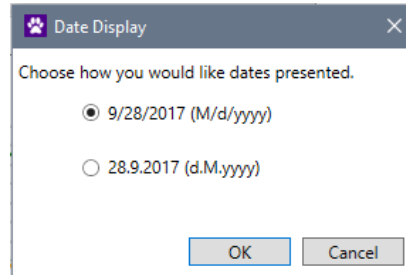 Date Display
Choose how you would like dates presented.
9/28/2017 (M/d/yyyy)
28.9.2017 (d.M.yyyy)
OK Cancel